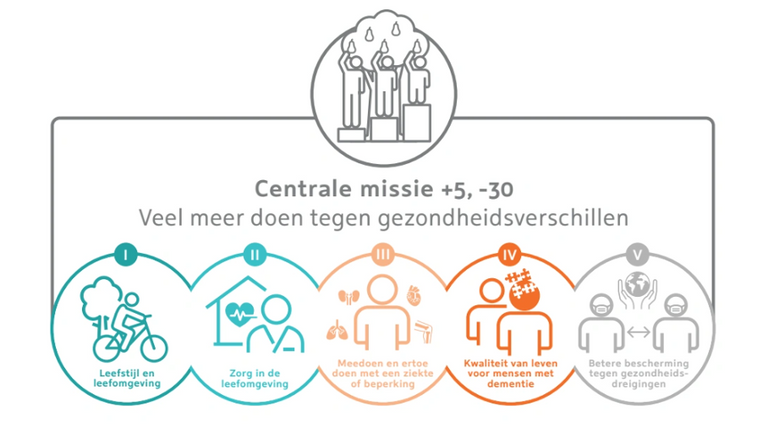 Centrale missie +5, -30
Veel meer doen tegen gezondheidsverschillen
I
Leefstijl en
leefomgeving
II
Zorg in de
leefomgeving
III
Meedoen en ertoe
doen met een ziekte
of beperking
IV
Kwaliteit van leven
voor mensen met
dementie
V
Betere bescherming
tegen gezondheids-
dreigingen